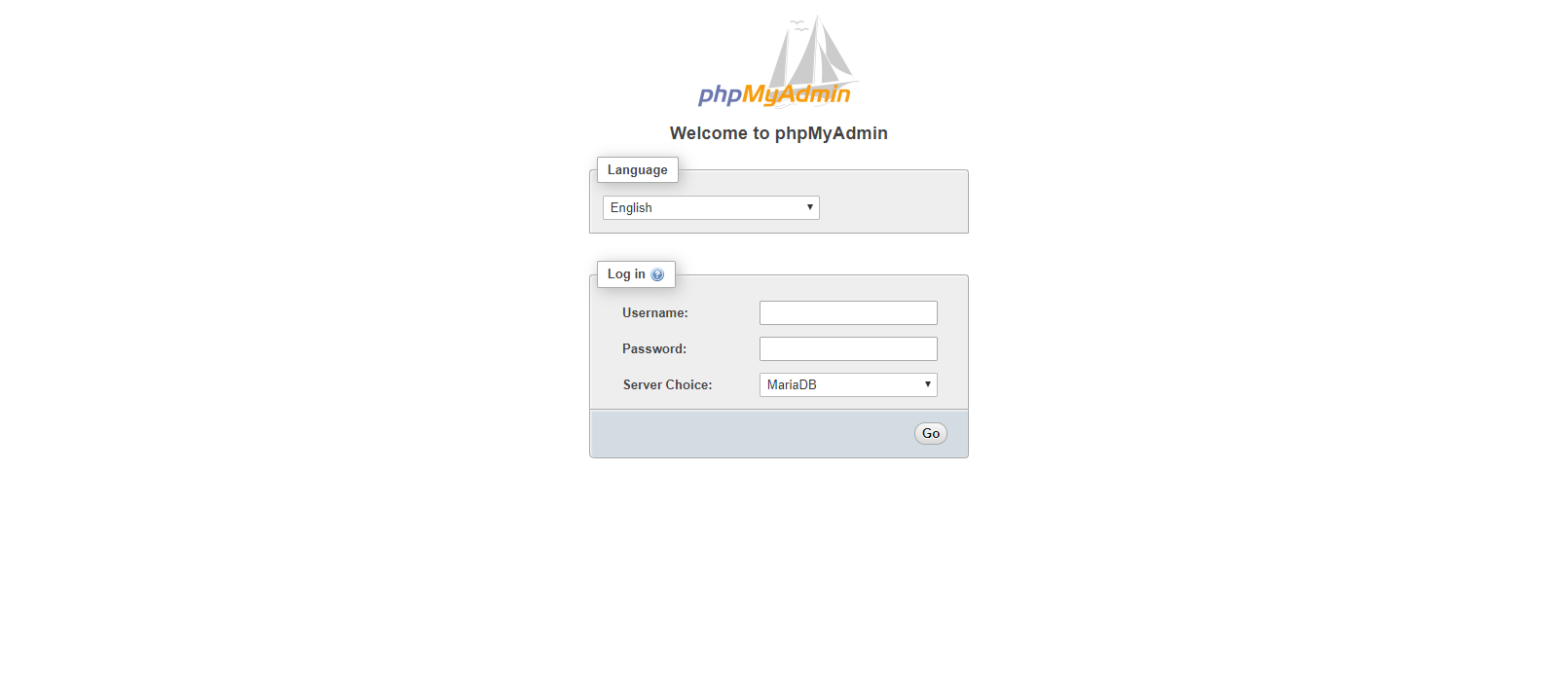 phpMyAdmin
Welcome to phpMyAdmin
Language
English
Log in
Username:
Password:
Server Choice:
MariaDB
Go